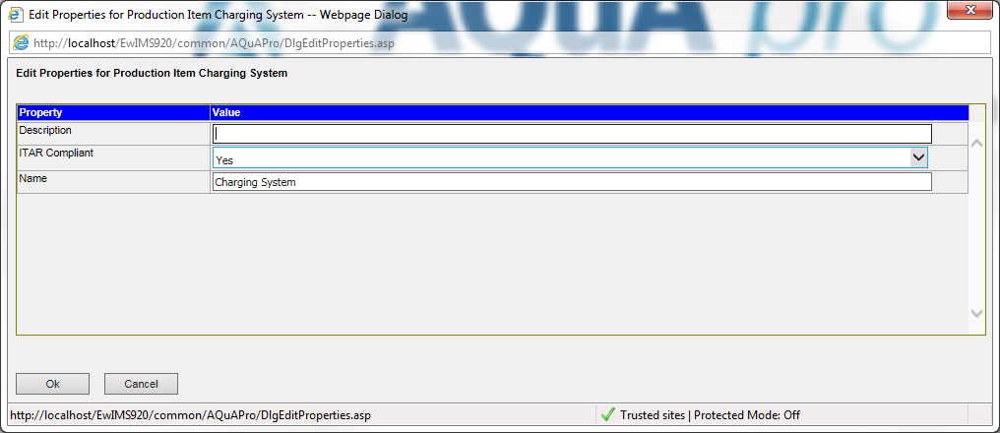 Edit Properties for Production Item Charging System -- Webpage Dialog
AQuA pro
http://localhost/EwIMS920/common/AQuAPro/DlgEditProperties.asp
Edit Properties for Production Item Charging System
Property Value
Description
ITAR Compliant Yes
Name Charging System
Ok Cancel
http://localhost/EwIMS920/common/AQuAPro/DlgEditProperties.asp Trusted sites | Protected Mode: Off